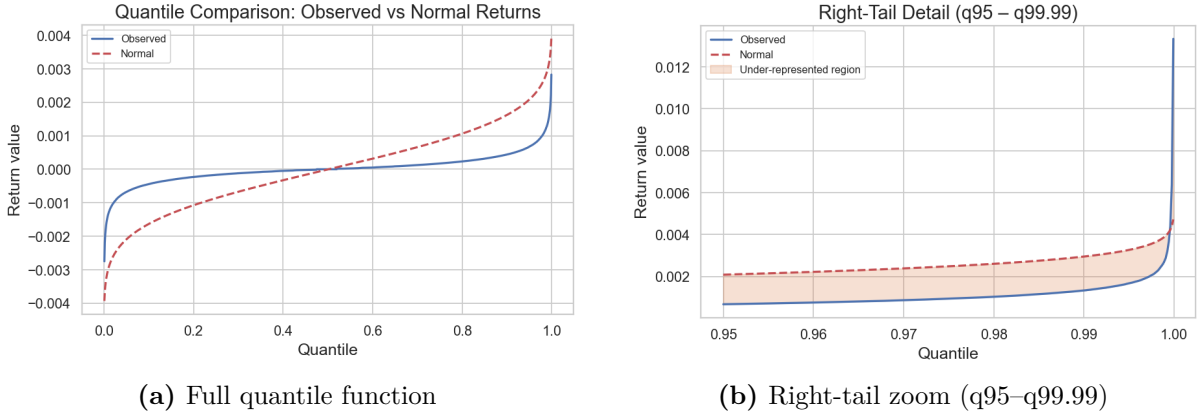 Quantile Comparison: Observed vs Normal Returns
Observed
Normal
0.004
0.003
0.002
0.001
0.000
−0.001
−0.002
−0.003
−0.004
Return value
0.0 0.2 0.4 0.6 0.8 1.0
Quantile
(a) Full quantile function
Right-Tail Detail (q95 – q99.99)
Observed
Normal
Under-represented region
0.012
0.010
0.008
0.006
0.004
0.002
Return value
0.95 0.96 0.97 0.98 0.99 1.00
Quantile
(b) Right-tail zoom (q95–q99.99)